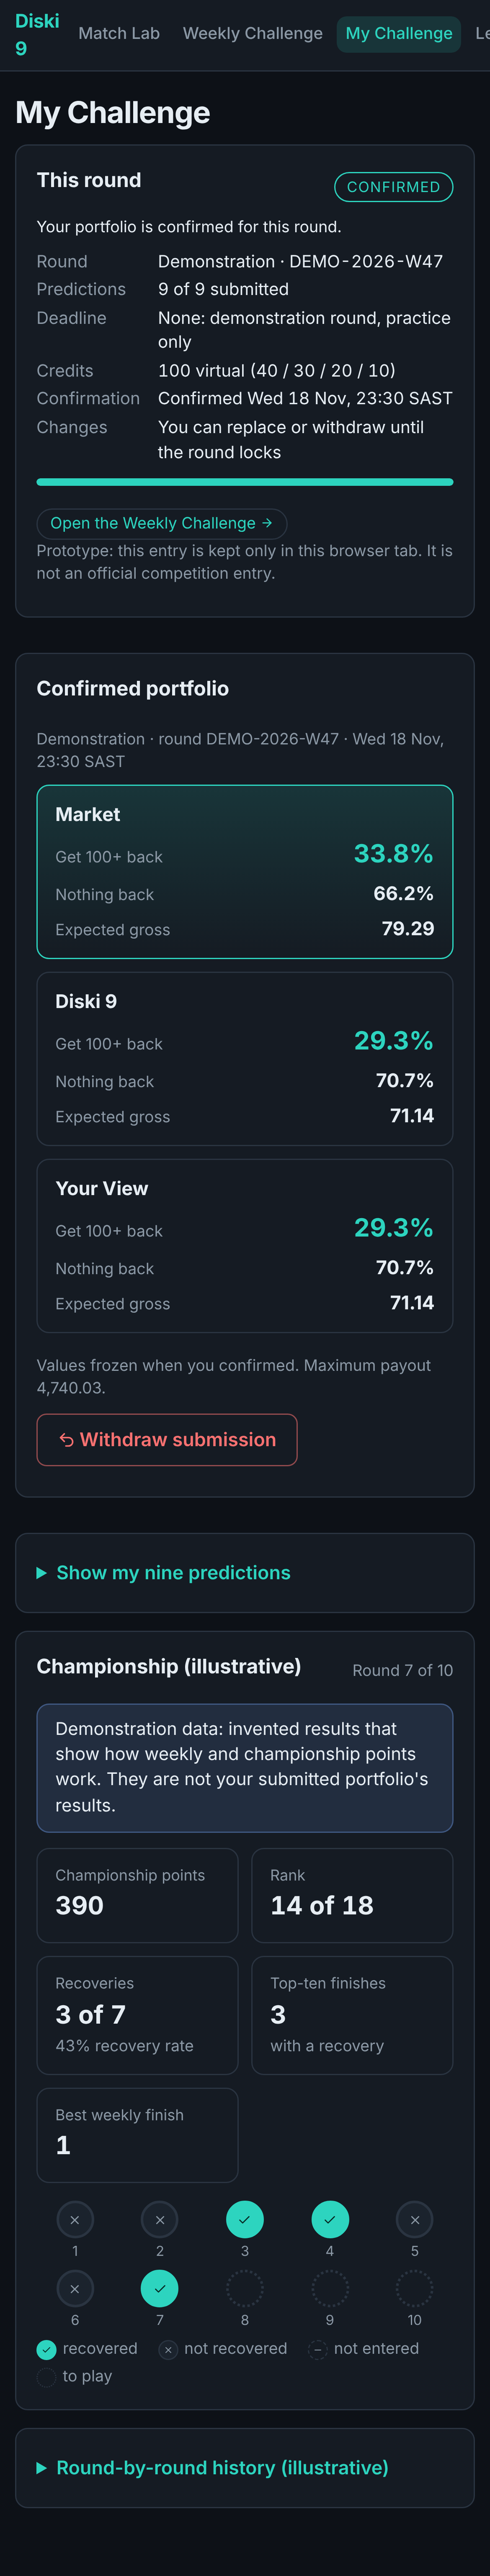 Diski
9
Match Lab
Weekly Challenge
My Challenge
Le
My Challenge
This round
CONFIRMED
Your portfolio is confirmed for this round.
Round
Demonstration · DEMO-2026-W47
Predictions
9 of 9 submitted
Deadline
None: demonstration round, practice
only
Credits
100 virtual (40 / 30 / 20 / 10)
Confirmation
Confirmed Wed 18 Nov, 23:30 SAST
Changes
You can replace or withdraw until
the round locks
Open the Weekly Challenge →
Prototype: this entry is kept only in this browser tab. It is
not an official competition entry.
Confirmed portfolio
Demonstration · round DEMO-2026-W47 · Wed 18 Nov,
23:30 SAST
Market
Get 100+ back
33.8%
Nothing back
66.2%
Expected gross
79.29
Diski 9
Get 100+ back
29.3%
Nothing back
70.7%
Expected gross
71.14
Your View
Get 100+ back
29.3%
Nothing back
70.7%
Expected gross
71.14
Values frozen when you confirmed. Maximum payout
4,740.03.
Withdraw submission
Show my nine predictions
Championship (illustrative)
Round 7 of 10
Demonstration data: invented results that
show how weekly and championship points
work. They are not your submitted portfolio's
results.
Championship points
390
Rank
14 of 18
Recoveries
3 of 7
43% recovery rate
Top-ten finishes
3
with a recovery
Best weekly finish
1
1
2
3
4
5
6
7
8
9
10
recovered
not recovered
not entered
to play
Round-by-round history (illustrative)